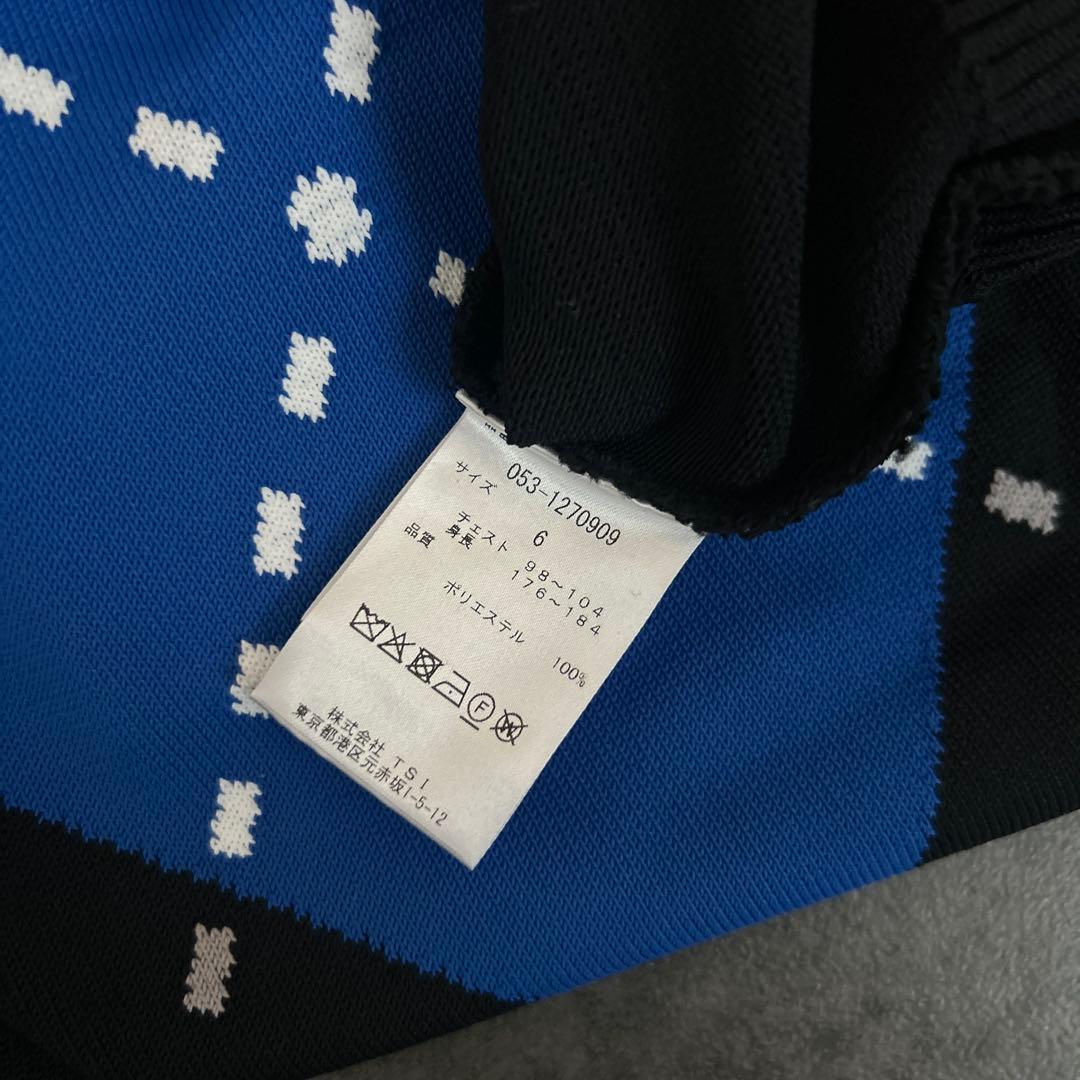 053-1270909
サイズ 6
チェスト 98～104
身長 176～184
品質
ポリエステル 100%
F W
株式会社 TSI
東京都港区元赤坂1-5-12